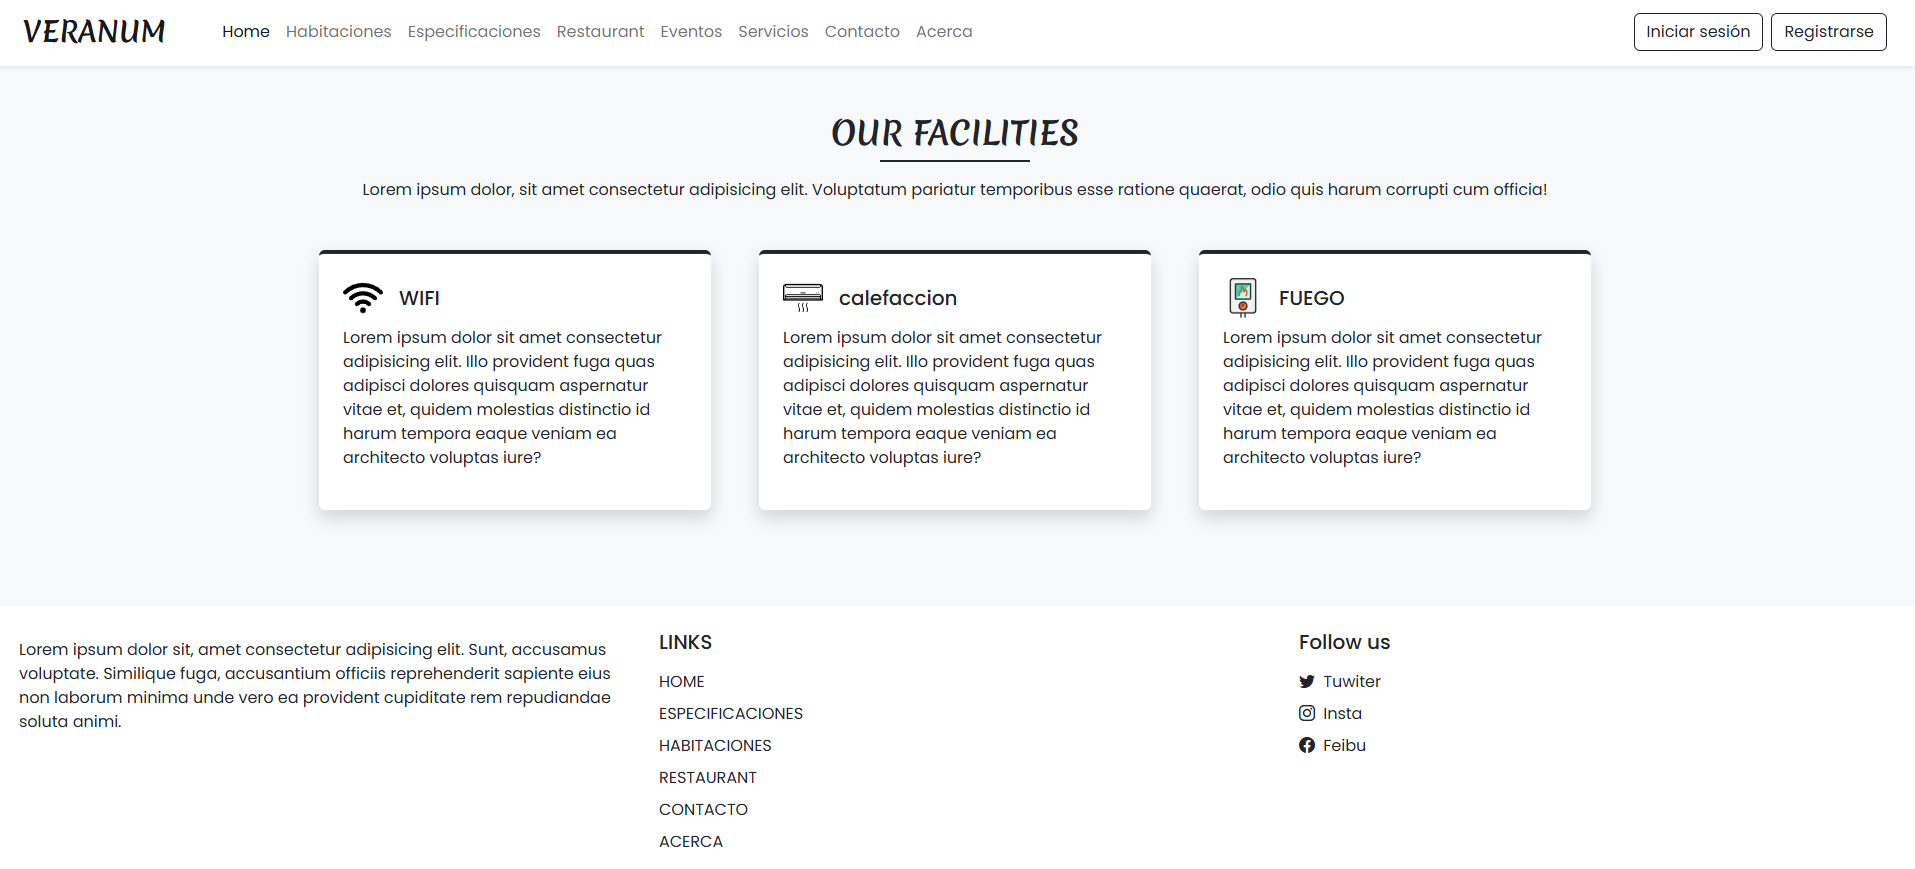 VERANUM
Home Habitaciones Especificaciones Restaurant Eventos Servicios Contacto Acerca
Iniciar sesión Registrarse
OUR FACILITIES
Lorem ipsum dolor, sit amet consectetur adipisicing elit. Voluptatum pariatur temporibus esse ratione quaerat, odio quis harum corrupti cum officia!
WIFI
Lorem ipsum dolor sit amet consectetur
adipisicing elit. Illo provident fuga quas
adipisci dolores quisquam aspernatur
vitae et, quidem molestias distinctio id
harum tempora eaque veniam ea
architecto voluptas iure?
calefaccion
Lorem ipsum dolor sit amet consectetur
adipisicing elit. Illo provident fuga quas
adipisci dolores quisquam aspernatur
vitae et, quidem molestias distinctio id
harum tempora eaque veniam ea
architecto voluptas iure?
FUEGO
Lorem ipsum dolor sit amet consectetur
adipisicing elit. Illo provident fuga quas
adipisci dolores quisquam aspernatur
vitae et, quidem molestias distinctio id
harum tempora eaque veniam ea
architecto voluptas iure?
Lorem ipsum dolor sit, amet consectetur adipisicing elit. Sunt, accusamus
voluptate. Similique fuga, accusantium officiis reprehenderit sapiente eius
non laborum minima unde vero ea provident cupiditate rem repudiandae
soluta animi.
LINKS
HOME
ESPECIFICACIONES
HABITACIONES
RESTAURANT
CONTACTO
ACERCA
Follow us
Tuwiter
Insta
Feibu